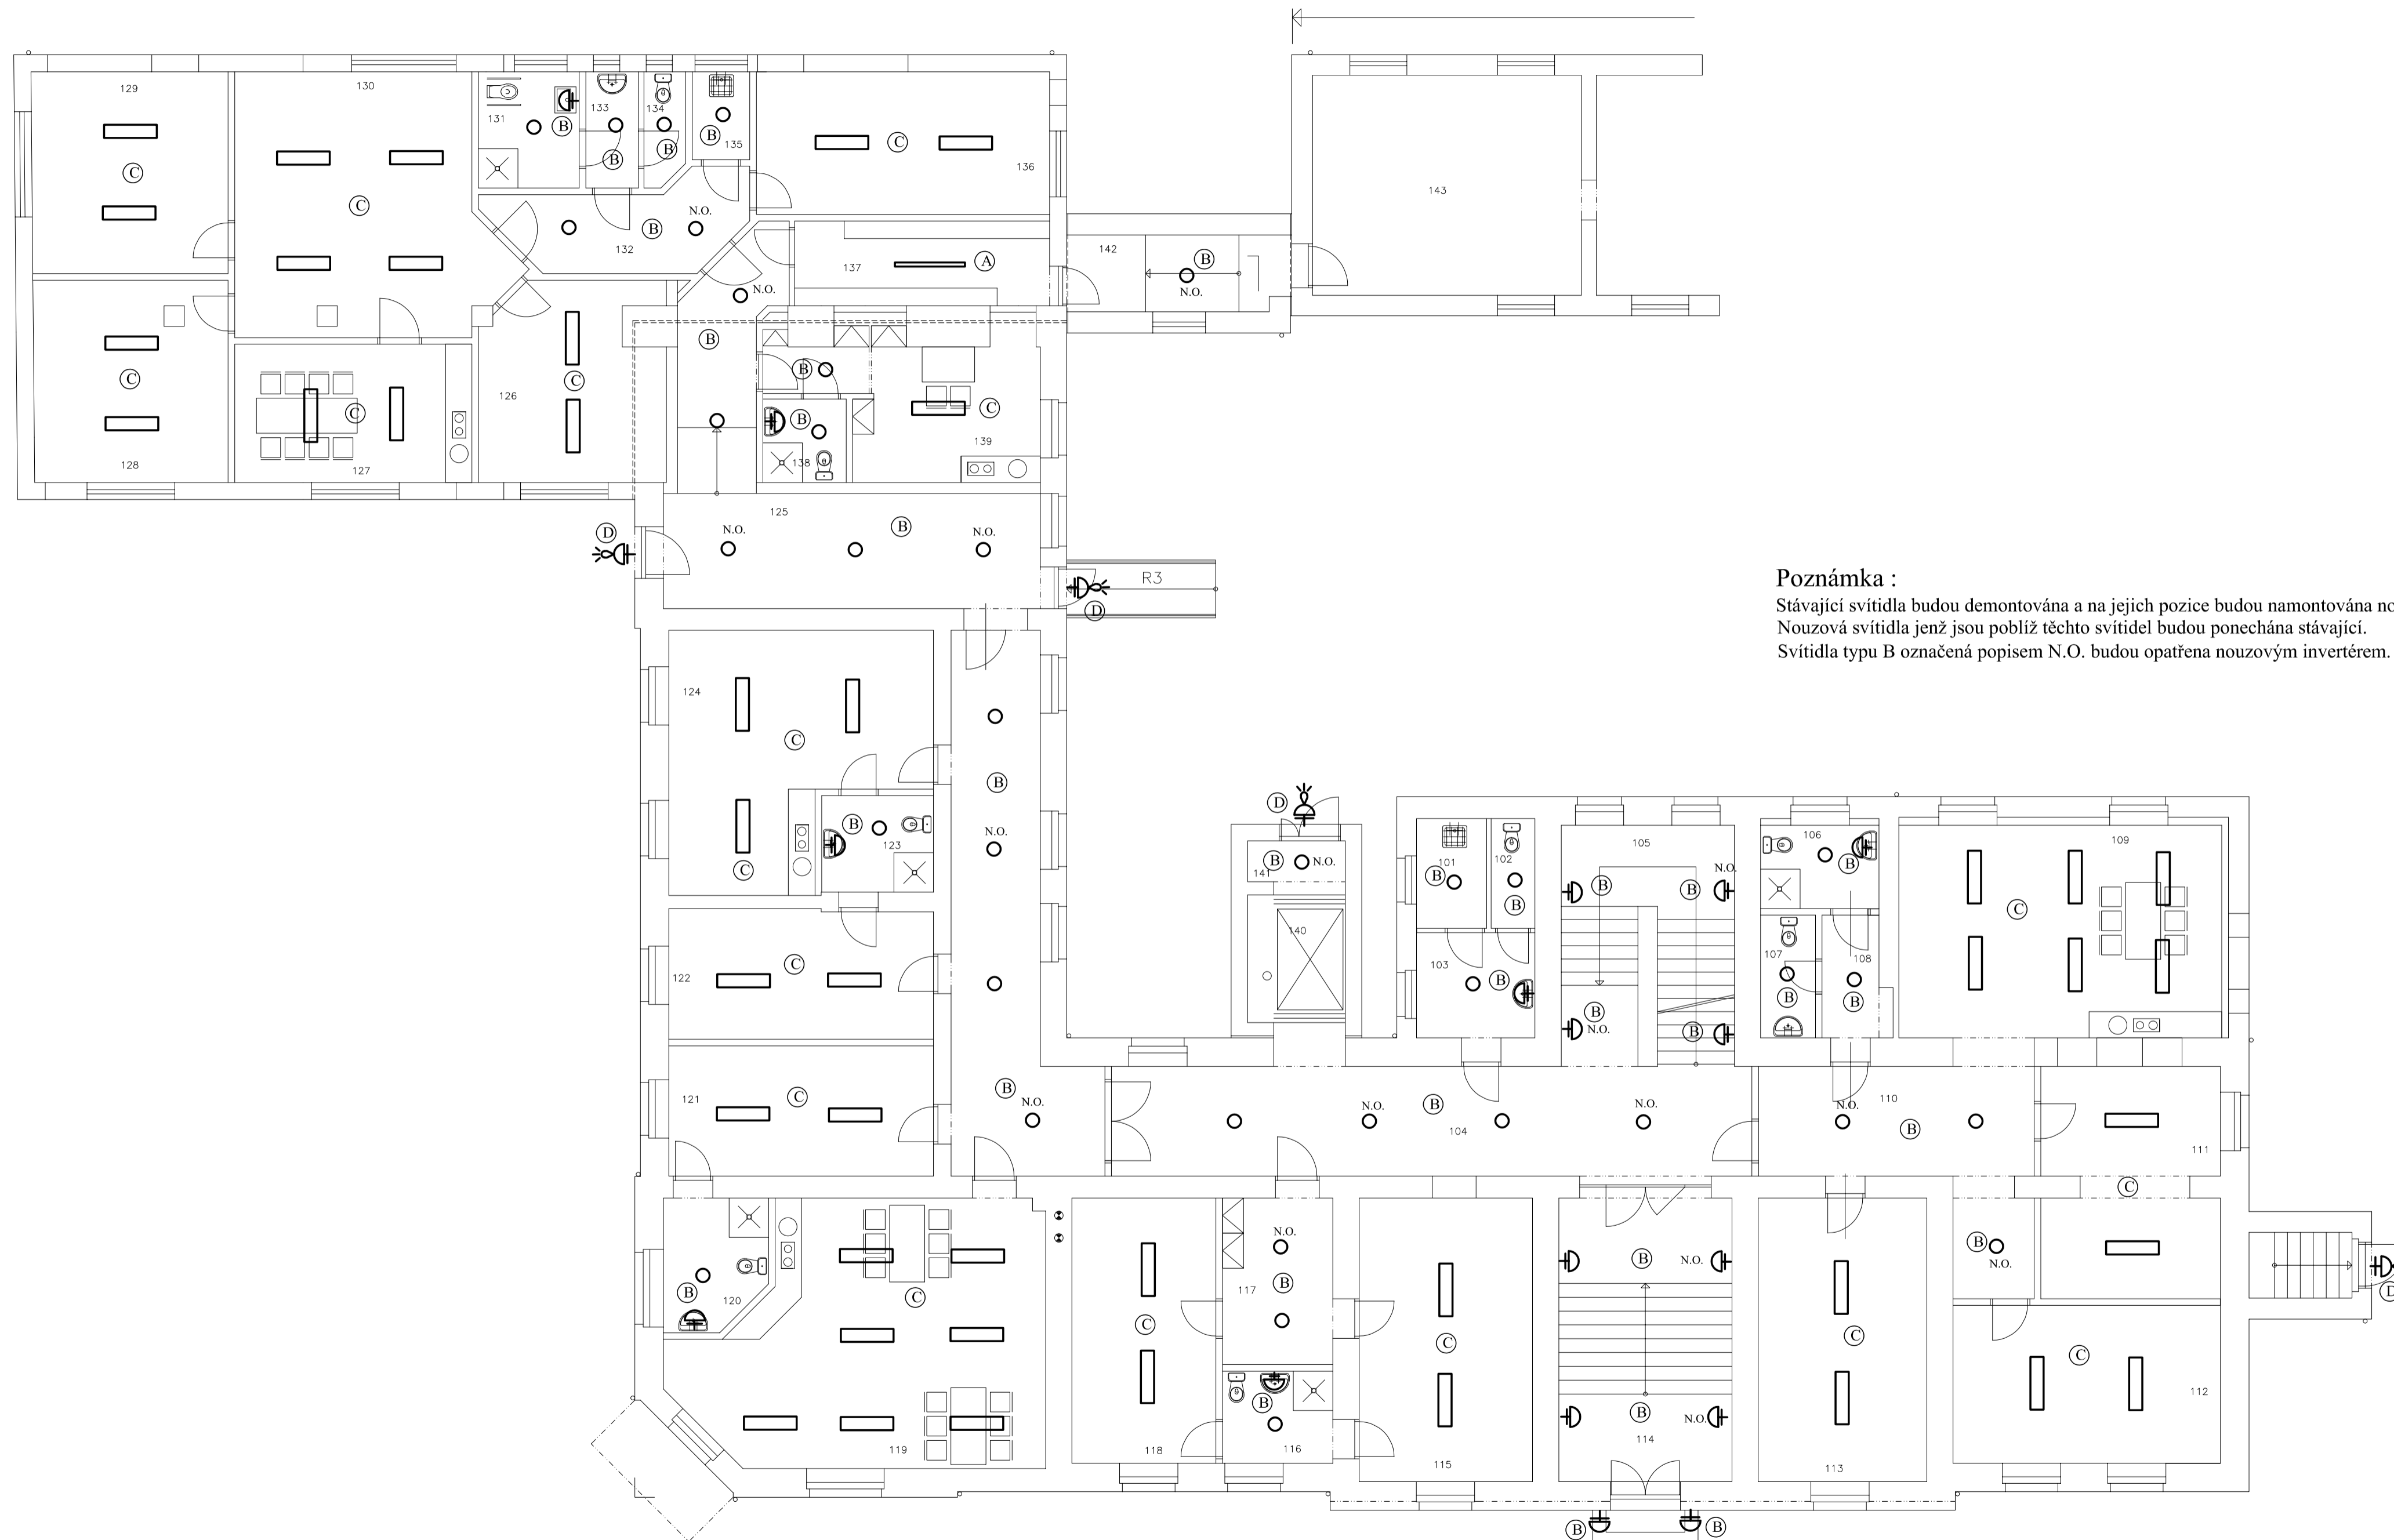 129
130
131
B
133
134
B
B
B
135
C
136
C
C
N.O.
B
132
137
A
N.O.
142
B
N.O.
143
C
126
C
B
B
C
139
B
138
128
C
127
125
D
N.O.
B
N.O.
R3
D
Poznámka :
Stávající svítidla budou demontována a na jejich pozice budou namontována
Nouzová svítidla jenž jsou poblíž těchto svítidel budou ponechána stávající.
Svítidla typu B označená popisem N.O. budou opatřena nouzovým invertérem.
124
C
B
N.O.
C
B
123
D
B
N.O.
141
140
101
B
102
B
103
B
105
N.O.
B
B
B
N.O.
B
106
B
107
B
108
B
109
C
122
C
121
C
B
N.O.
N.O.
B
104
N.O.
N.O.
110
B
111
C
B
120
C
119
C
118
N.O.
117
B
B
116
C
115
B
N.O.
B
N.O.
114
C
113
B
N.O.
C
112
D
B
B